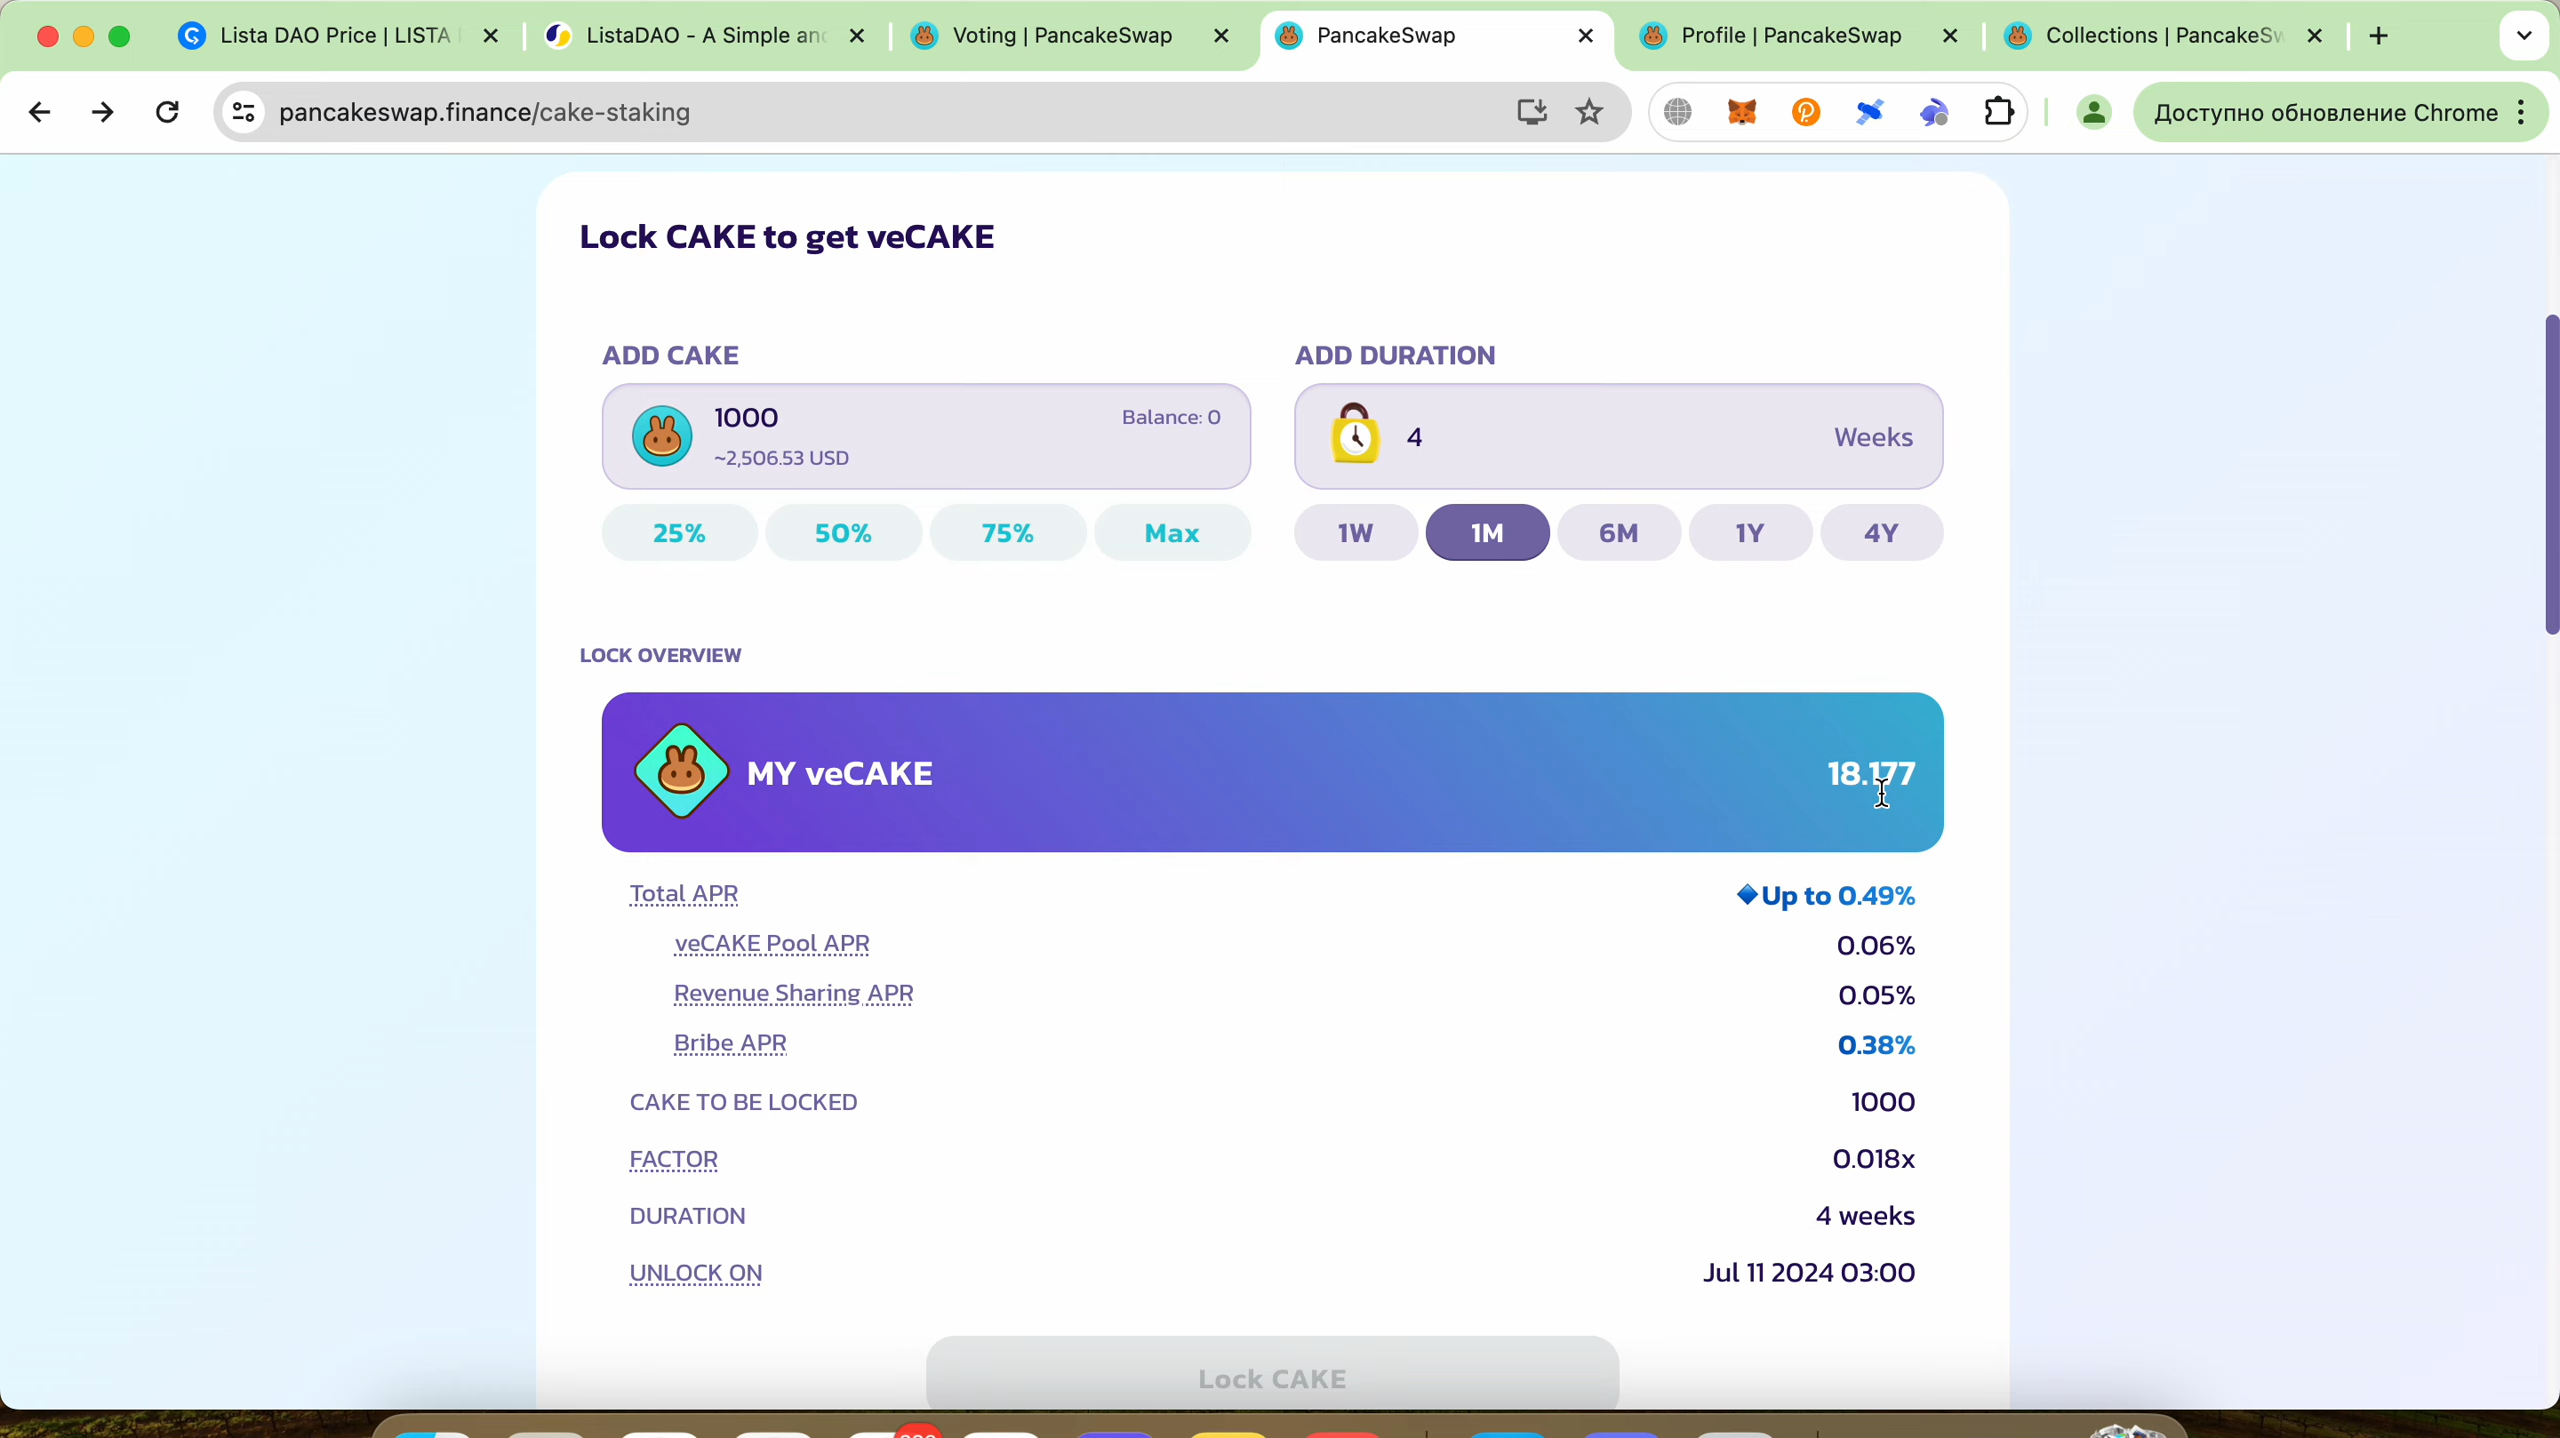 Lista DAO Price | LISTA
ListaDAO - A Simple and
Voting | PancakeSwap
PancakeSwap
Profile | PancakeSwap
Collections | PancakeSw
pancakeswap.finance/cake-staking
Доступно обновление Chrome
Lock CAKE to get veCAKE
ADD CAKE
ADD DURATION
1000
Balance: 0
~2,506.53 USD
4
Weeks
25%
50%
75%
Max
1W
1M
6M
1Y
4Y
LOCK OVERVIEW
MY veCAKE
18.177
Total APR
Up to 0.49%
veCAKE Pool APR
0.06%
Revenue Sharing APR
0.05%
Bribe APR
0.38%
CAKE TO BE LOCKED
1000
FACTOR
0.018x
DURATION
4 weeks
UNLOCK ON
Jul 11 2024 03:00
Lock CAKE